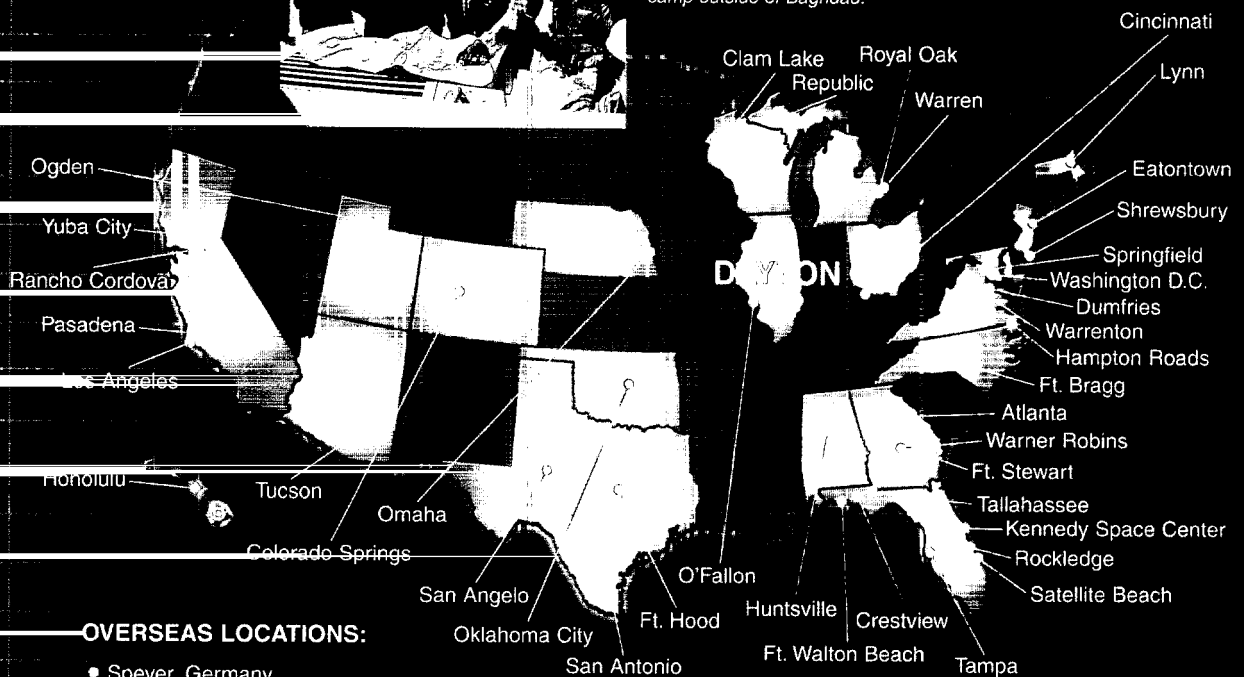 camp outside of Baghdad.
Cincinnati
Clam Lake
Royal Oak
Republic
Lynn
Warren
Ogden
Eatontown
Yuba City
Shrewsbury
Springfield
Rancho Cordova
DAYTON
Washington D.C.
Dumfries
Pasadena
Warrenton
Hampton Roads
Los Angeles
Ft. Bragg
Atlanta
Warner Robins
Ft. Stewart
Honolulu
Tucson
Tallahassee
Omaha
Kennedy Space Center
Colorado Springs
Rockledge
O'Fallon
San Angelo
Satellite Beach
Huntsville
Ft. Hood
Crestview
OVERSEAS LOCATIONS:
Oklahoma City
Ft. Walton Beach
San Antonio
Tampa
Speyer, Germany